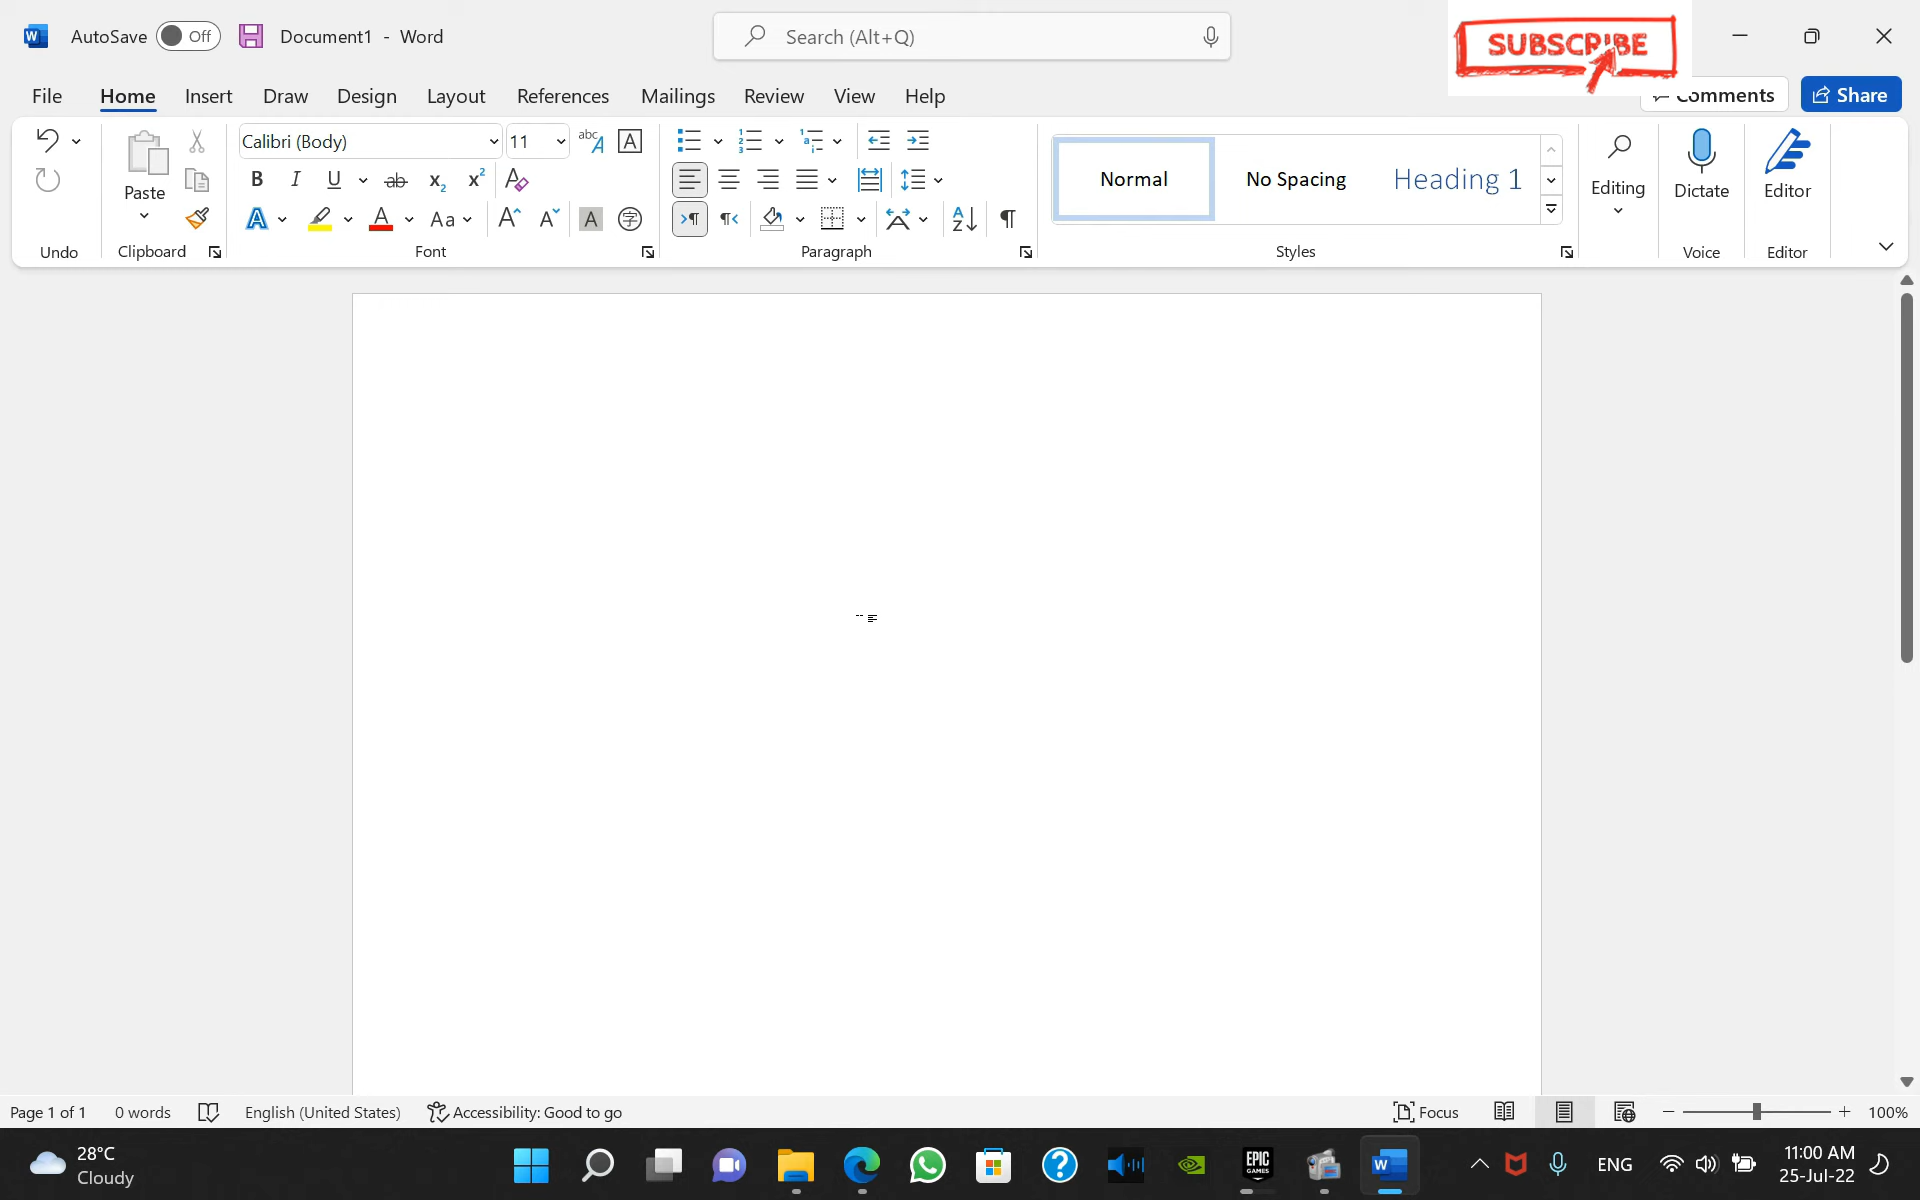 AutoSave Off Document1 - Word Search (Alt+Q) SUBSCRIBE
File Home Insert Draw Design Layout References Mailings Review View Help Comments Share
Calibri (Body) 11
Paste
Normal No Spacing Heading 1
Editing Dictate Editor
Undo Clipboard Font Paragraph Styles Voice Editor
Page 1 of 1 0 words English (United States) Accessibility: Good to go Focus 100%
28°C
Cloudy
EPIC
GAMES
ENG
11:00 AM
25-Jul-22